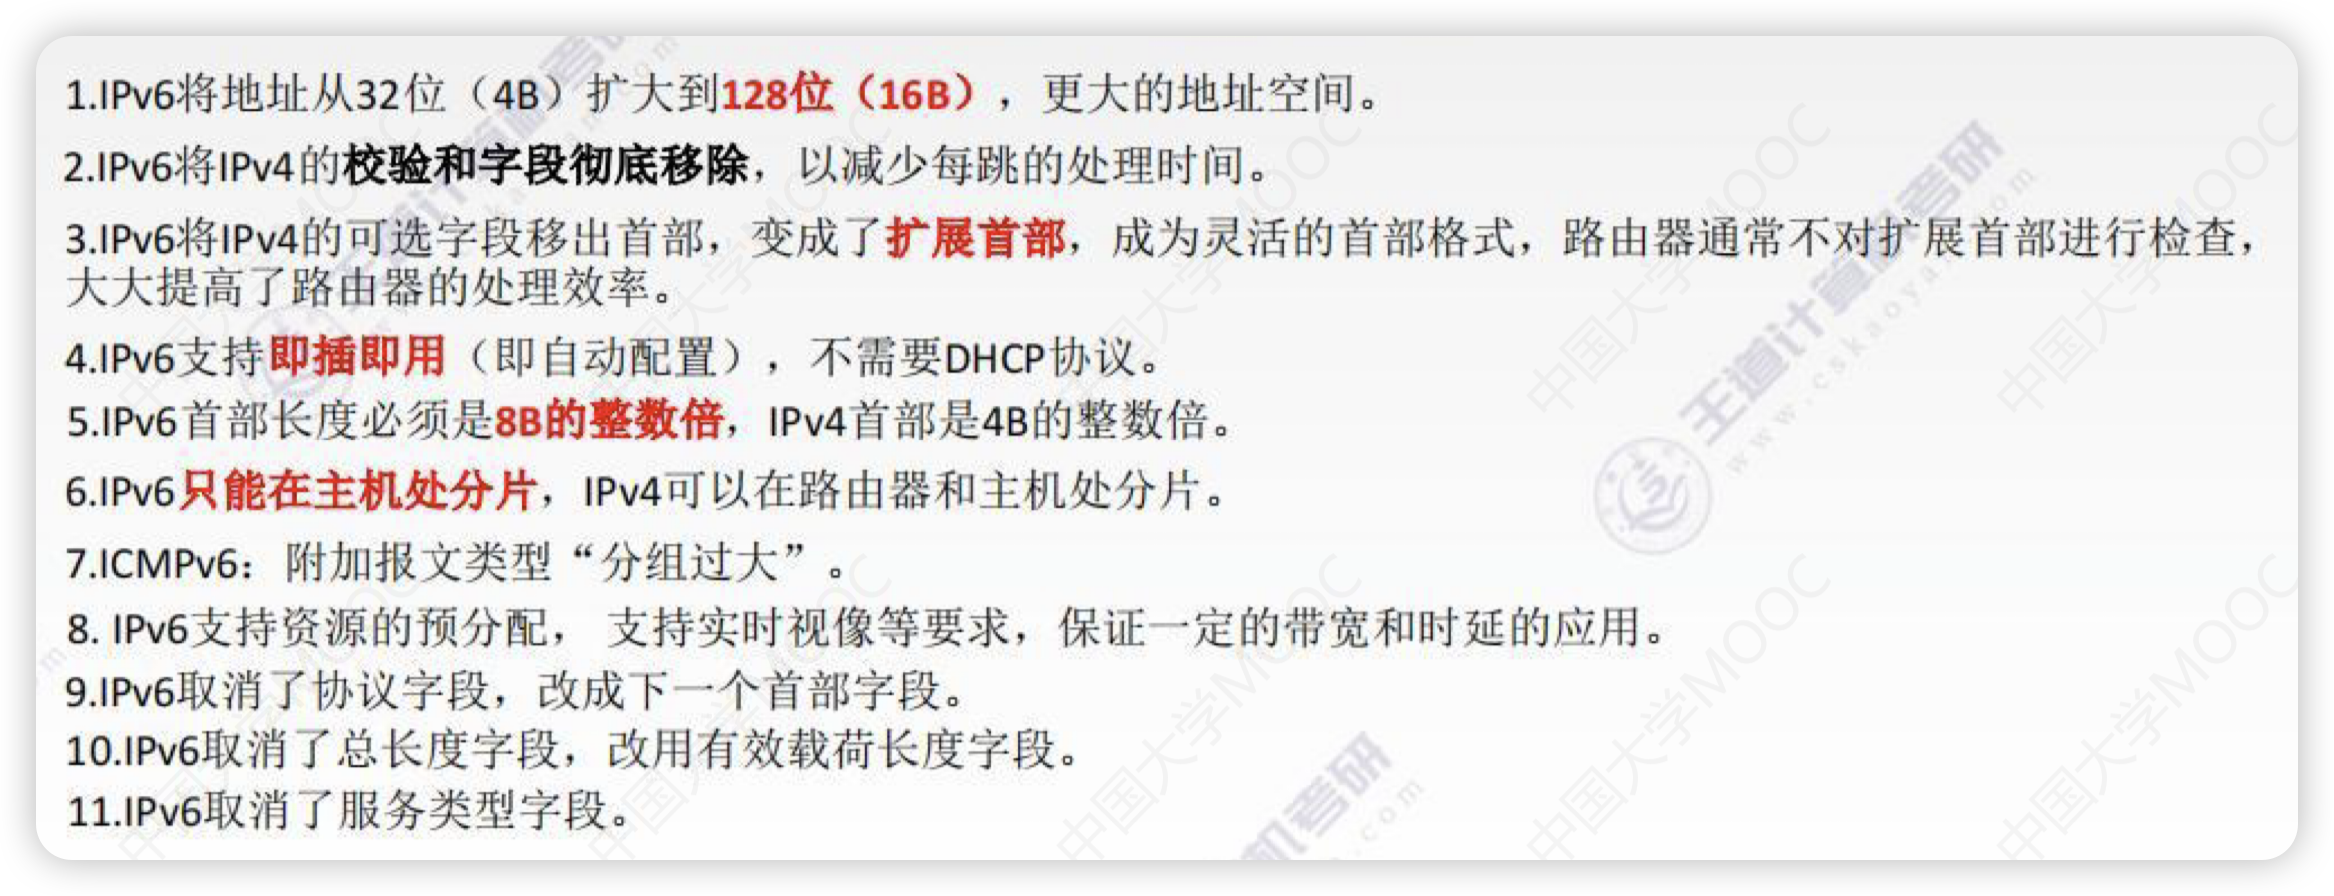 1.IPv6将地址从32位（4B）扩大到128位（16B），更大的地址空间。
2.IPv6将IPv4的校验和字段彻底移除，以减少每跳的处理时间。
3.IPv6将IPv4的可选字段移出首部，变成了扩展首部，成为灵活的首部格式，路由器通常不对扩展首部进行检查，
大大提高了路由器的处理效率。
4.IPv6支持即插即用（即自动配置），不需要DHCP协议。
5.IPv6首部长度必须是8B的整数倍，IPv4首部是4B的整数倍。
6.IPv6只能在主机处分片，IPv4可以在路由器和主机处分片。
7.ICMPv6：附加报文类型“分组过大”。
8. IPv6支持资源的预分配， 支持实时视像等要求，保证一定的带宽和时延的应用。
9.IPv6取消了协议字段，改成下一个首部字段。
10.IPv6取消了总长度字段，改用有效载荷长度字段。
11.IPv6取消了服务类型字段。
王道计算机考研
www.cskaoyan.com
中国大学MOOC